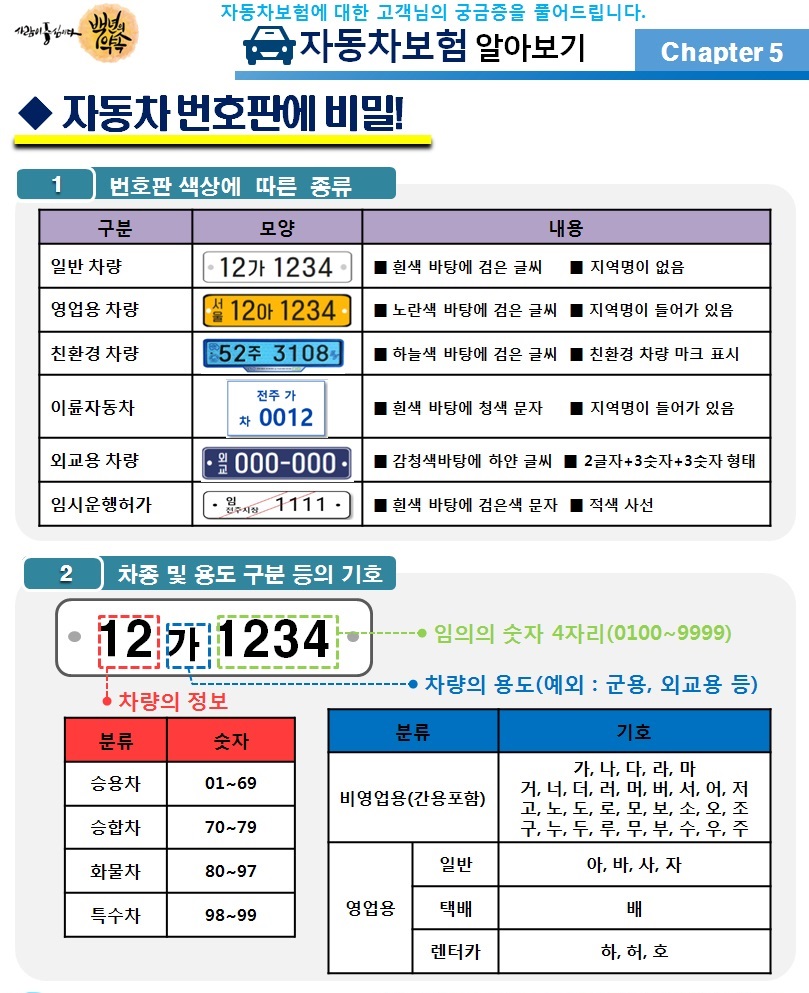 사람이 중심이다
백년의
약속
자동차보험에 대한 고객님의 궁금증을 풀어드립니다.
자동차보험 알아보기
Chapter 5
◆ 자동차 번호판에 비밀!
1 번호판 색상에 따른 종류
구분 모양 내용
일반 차량 12가 1234 ■ 흰색 바탕에 검은 글씨 ■ 지역명이 없음
영업용 차량 서울 12아 1234 ■ 노란색 바탕에 검은 글씨 ■ 지역명이 들어가 있음
친환경 차량 52주 3108 ■ 하늘색 바탕에 검은 글씨 ■ 친환경 차량 마크 표시
이륜자동차 전주 가
차 0012 ■ 흰색 바탕에 청색 문자 ■ 지역명이 들어가 있음
외교용 차량 외교 000-000 ■ 감청색바탕에 하얀 글씨 ■ 2글자+3숫자+3숫자 형태
임시운행허가 임 1111 ■ 흰색 바탕에 검은색 문자 ■ 적색 사선
전주시장
2 차종 및 용도 구분 등의 기호
12 가 1234
임의의 숫자 4자리(0100~9999)
차량의 용도(예외 : 군용, 외교용 등)
차량의 정보
분류 숫자
승용차 01~69
승합차 70~79
화물차 80~97
특수차 98~99
분류 기호
비영업용(간용포함) 가, 나, 다, 라, 마
거, 너, 더, 러, 머, 버, 서, 어, 저
고, 노, 도, 로, 모, 보, 소, 오, 조
구, 누, 두, 루, 무, 부, 수, 우, 주
영업용 일반 아, 바, 사, 자
택배 배
렌터카 하, 허, 호